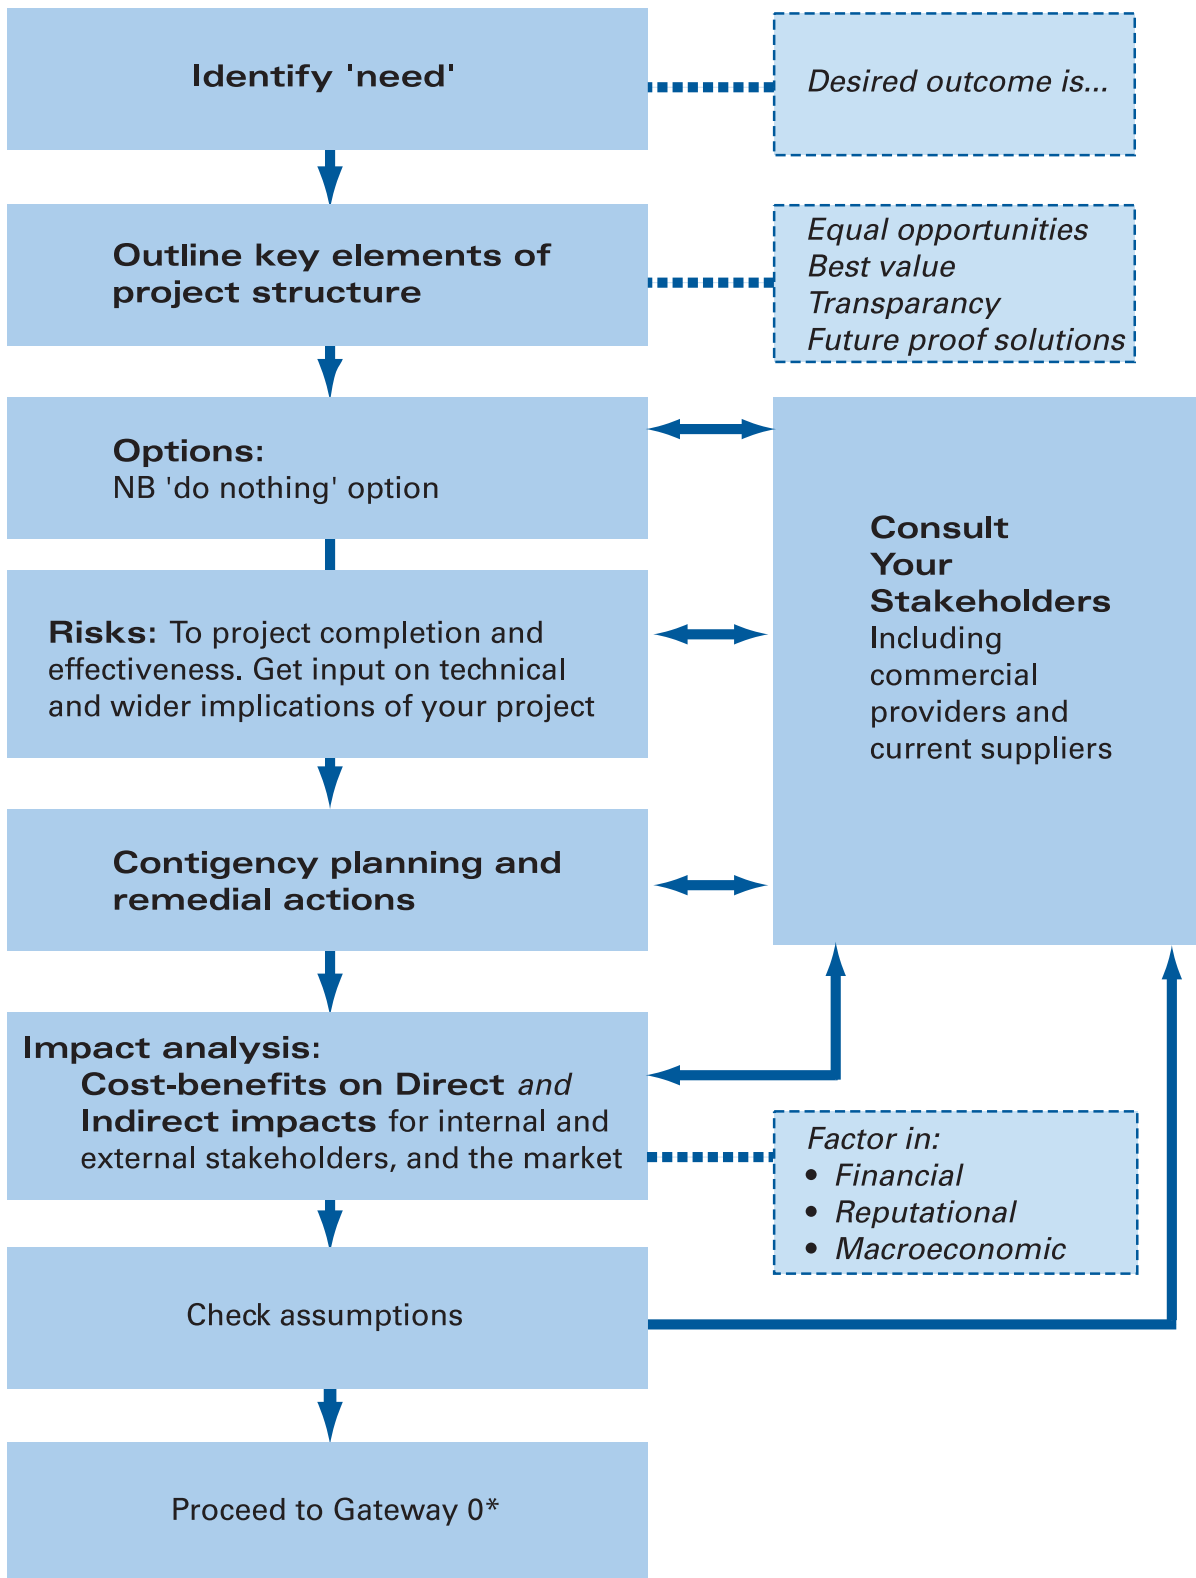 Identify 'need'
Desired outcome is...
Outline key elements of
project structure
Equal opportunities
Best value
Transparancy
Future proof solutions
Options:
NB 'do nothing' option
Consult
Your
Stakeholders
Including
commercial
providers and
current suppliers
Risks: To project completion and
effectiveness. Get input on technical
and wider implications of your project
Contigency planning and
remedial actions
Impact analysis:
Cost-benefits on Direct and
Indirect impacts for internal and
external stakeholders, and the market
Factor in:
• Financial
• Reputational
• Macroeconomic
Check assumptions
Proceed to Gateway 0*